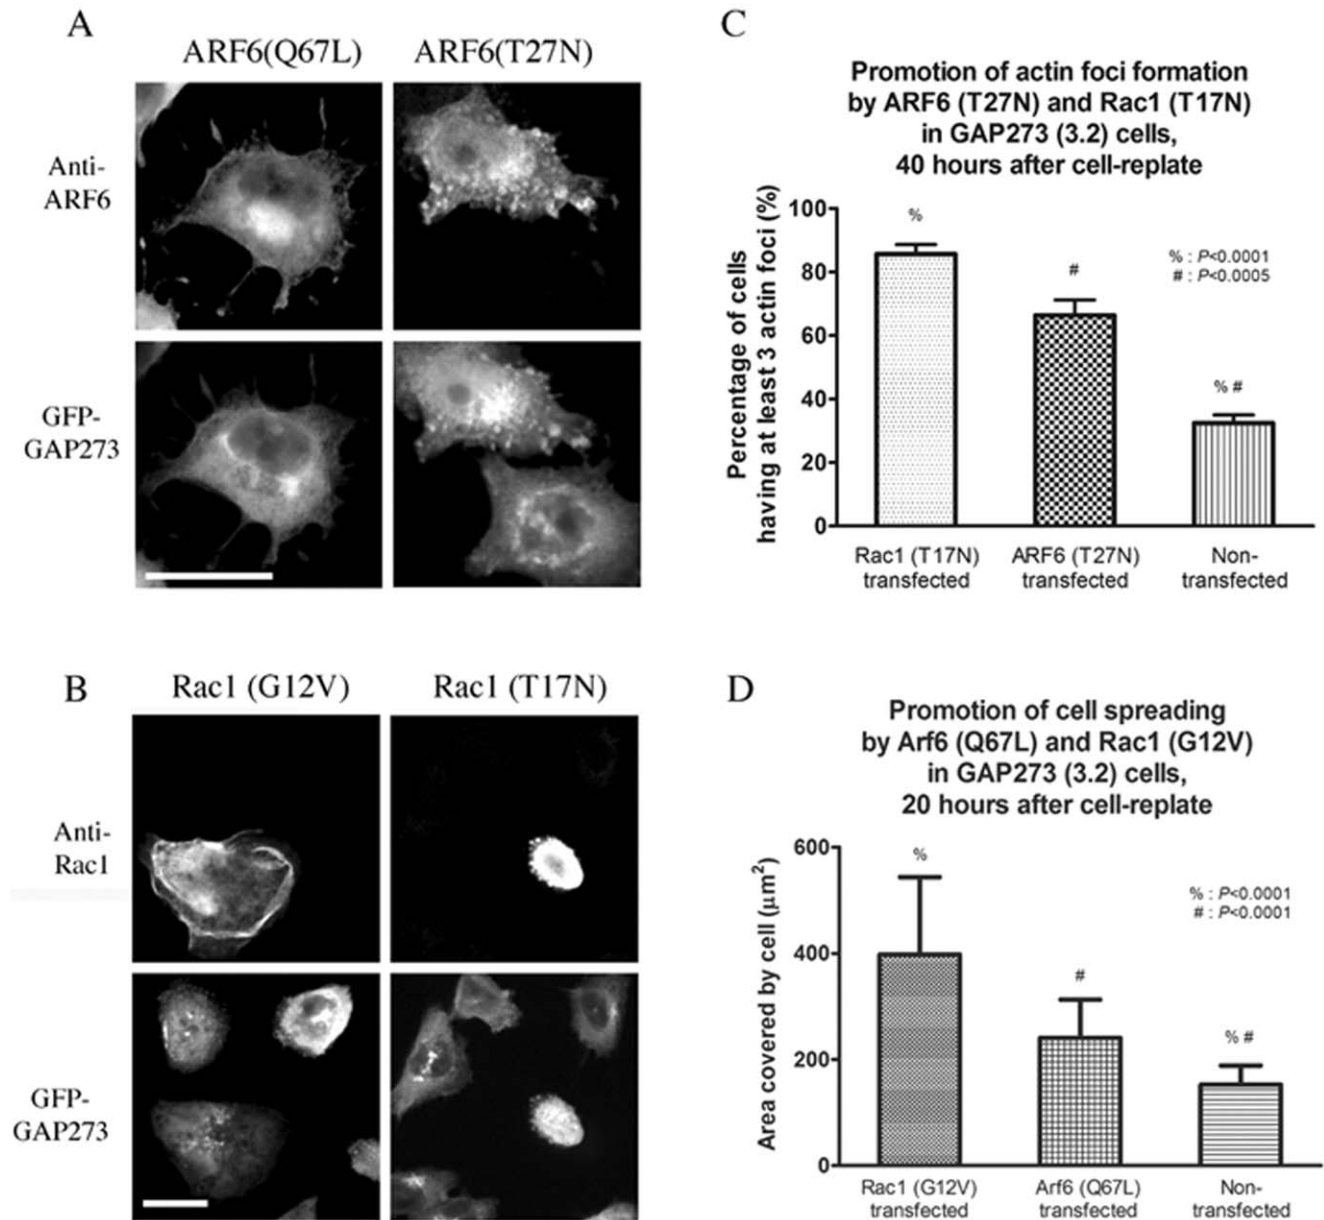 A
ARF6(Q67L)
ARF6(T27N)
Anti-
ARF6
GFP-
GAP273
B
Rac1 (G12V)
Rac1 (T17N)
Anti-
Rac1
GFP-
GAP273
C
Promotion of actin foci formation
by ARF6 (T27N) and Rac1 (T17N)
in GAP273 (3.2) cells,
40 hours after cell-replate
Percentage of cells
having at least 3 actin foci (%)
100
80
60
40
20
0
%
#
% #
% : P<0.0001
# : P<0.0005
Rac1 (T17N)
transfected
ARF6 (T27N)
transfected
Non-
transfected
D
Promotion of cell spreading
by Arf6 (Q67L) and Rac1 (G12V)
in GAP273 (3.2) cells,
20 hours after cell-replate
Area covered by cell (μm²)
600
400
200
0
%
#
% #
% : P<0.0001
# : P<0.0001
Rac1 (G12V)
transfected
Arf6 (Q67L)
transfected
Non-
transfected